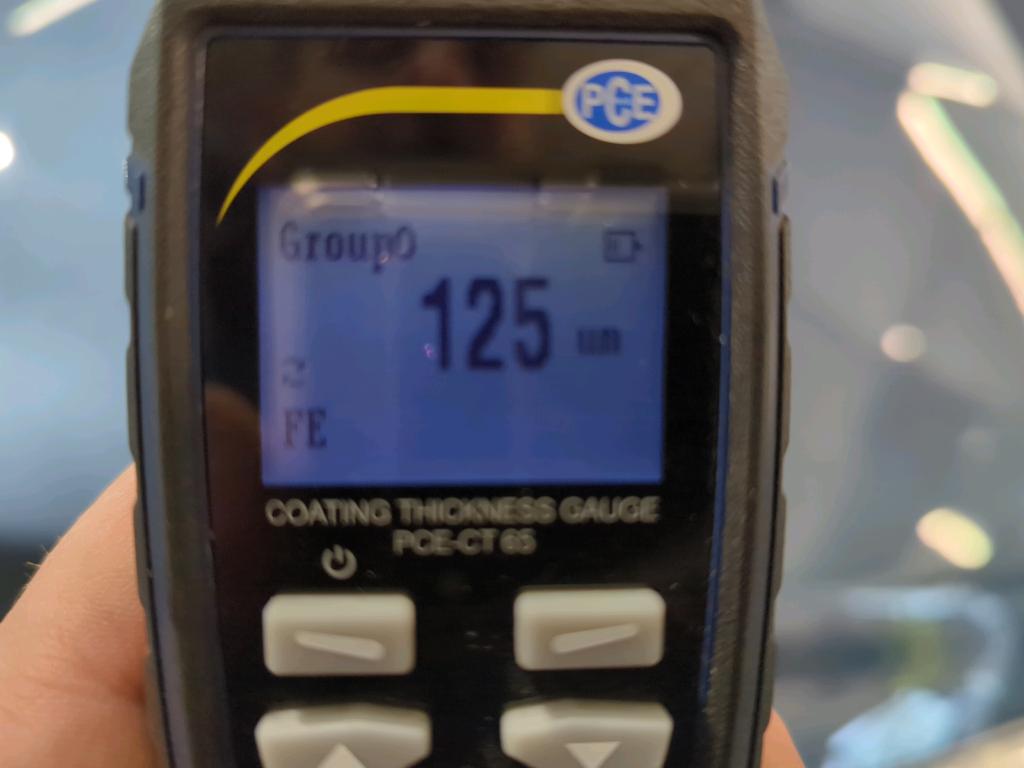 PCE
Group0
125 um
FE
COATING THICKNESS GAUGE
PCE-CT 65